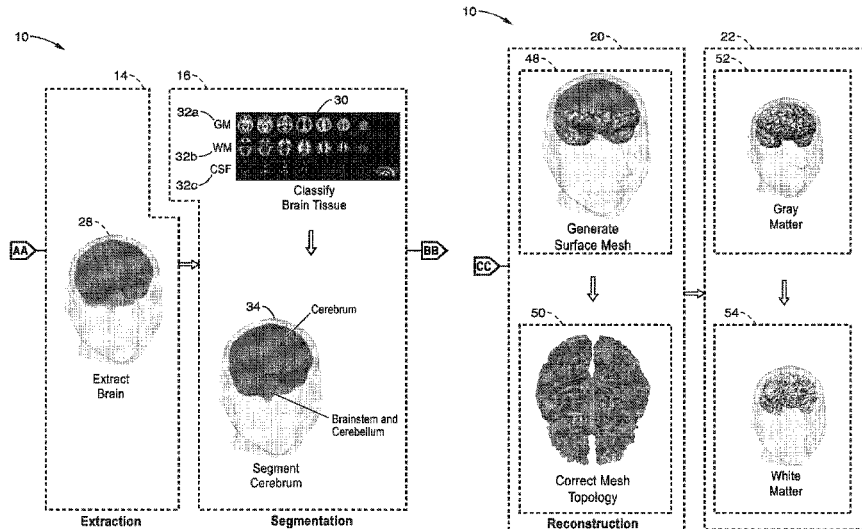 10
14
16
30
32a
GM
32b
WM
CSF
32c
Classify
Brain Tissue
28
AA
BB
34
Cerebrum
Extract
Brain
Brainstem and
Cerebellum
Segment
Cerebrum
Extraction
Segmentation
10
20
22
48
52
Generate
Surface Mesh
Gray
Matter
CC
50
54
Correct Mesh
Topology
White
Matter
Reconstruction